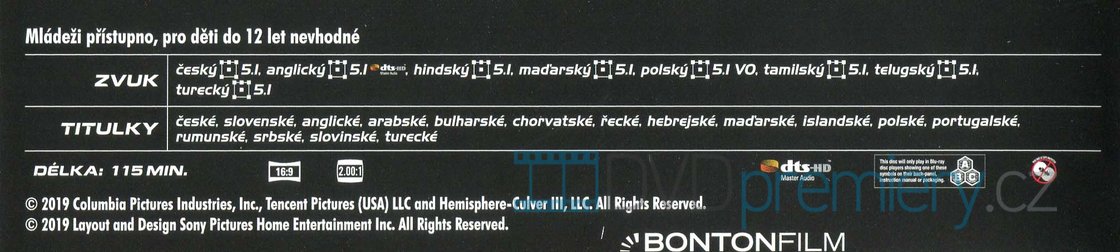 Mládeži přístupno, pro děti do 12 let nevhodné
ZVUK český 5.1, anglický 5.1 dts-HD Master Audio, hindský 5.1, maďarský 5.1, polský 5.1 VO, tamilský 5.1, telugský 5.1,
turecký 5.1
TITULKY české, slovenské, anglické, arabské, bulharské, chorvatské, řecké, hebrejské, maďarské, islandské, polské, portugalské,
rumunské, srbské, slovinské, turecké
DÉLKA: 115 MIN. 16:9 2.00:1 dts-HD Master Audio
This disc will only play in Blu-ray
disc players showing one of these
symbols on their back-panel,
instruction manual or packaging.
A B C
DVD premiery.cz
© 2019 Columbia Pictures Industries, Inc., Tencent Pictures (USA) LLC and Hemisphere-Culver III, LLC. All Rights Reserved.
© 2019 Layout and Design Sony Pictures Home Entertainment Inc. All Rights Reserved.
BONTONFILM